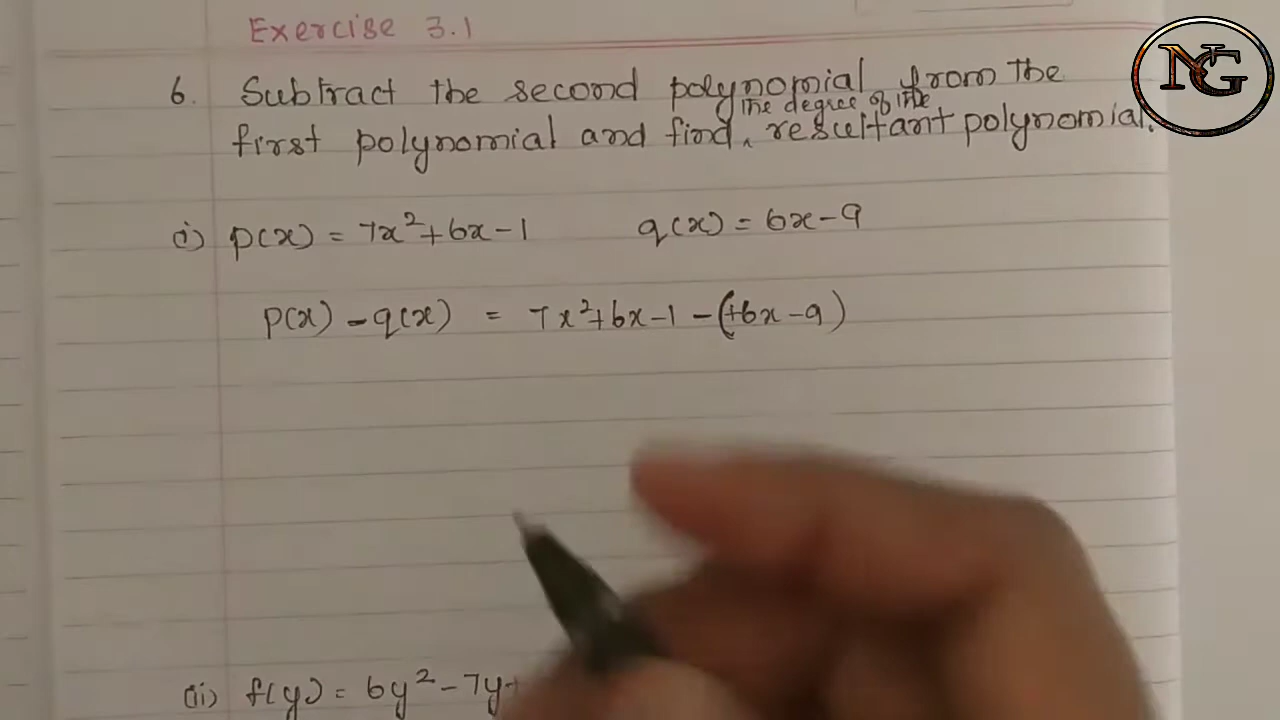 Exercise 3.1
NG
6. Subtract the second polynomial from the
the degree of the
first polynomial and find ‸ resultant polynomial.
i) p(x) = 7x²+6x-1 q(x) = 6x-9
p(x) - q(x) = 7x²+6x-1-(+6x-9)
(ii) f(y) = 6y²-7y+